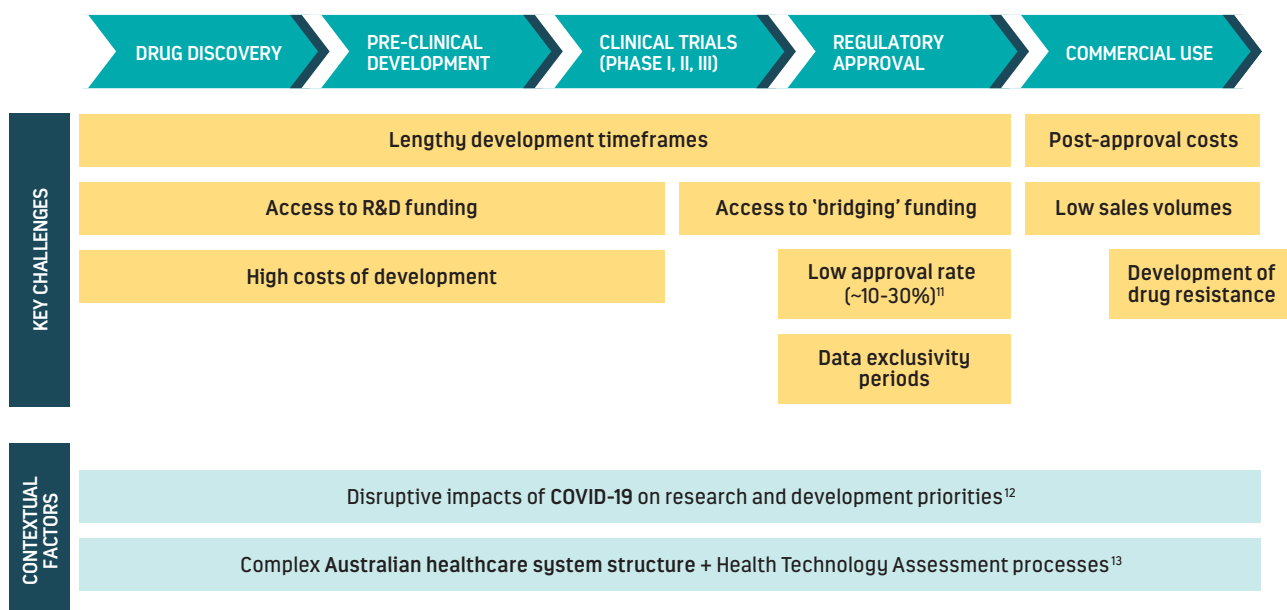 DRUG DISCOVERY
PRE-CLINICAL
DEVELOPMENT
CLINICAL TRIALS
(PHASE I, II, III)
REGULATORY
APPROVAL
COMMERCIAL USE
KEY CHALLENGES
Lengthy development timeframes
Post-approval costs
Access to R&D funding
Access to ‘bridging’ funding
Low sales volumes
High costs of development
Low approval rate
(~10-30%)¹¹
Development of
drug resistance
Data exclusivity
periods
CONTEXTUAL
FACTORS
Disruptive impacts of COVID-19 on research and development priorities¹²
Complex Australian healthcare system structure + Health Technology Assessment processes¹³